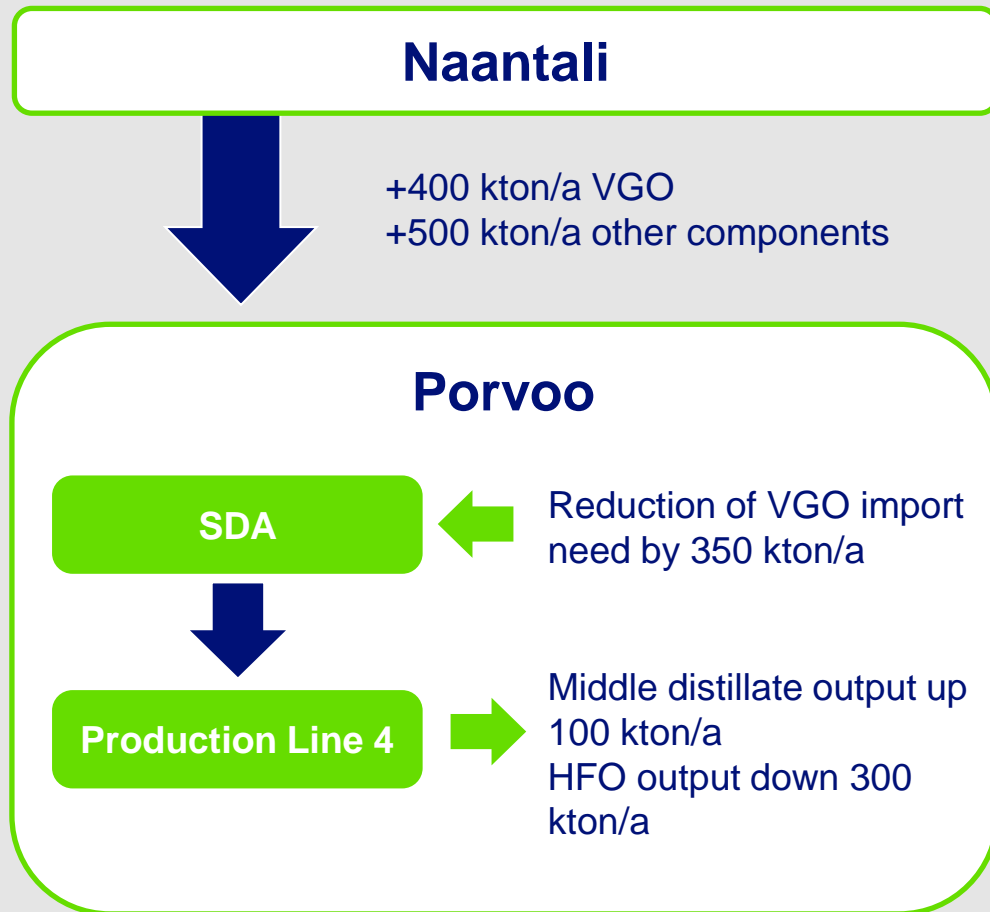 Naantali
+400 kton/a VGO
+500 kton/a other components
Porvoo
SDA
Reduction of VGO import
need by 350 kton/a
Production Line 4
Middle distillate output up
100 kton/a
HFO output down 300
kton/a